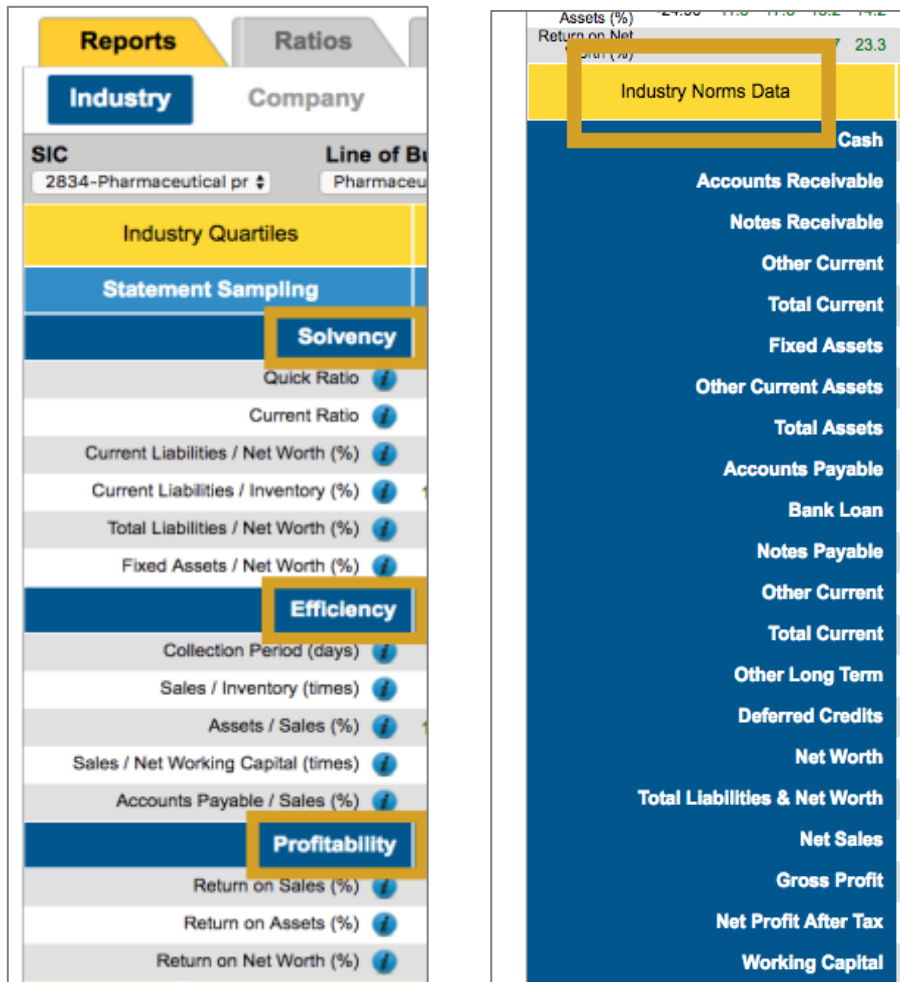 Reports Ratios
Industry Company
SIC Line of Bu
2834-Pharmaceutical pr Pharmaceu
Industry Quartiles
Statement Sampling
Solvency
Quick Ratio
Current Ratio
Current Liabilities / Net Worth (%)
Current Liabilities / Inventory (%)
Total Liabilities / Net Worth (%)
Fixed Assets / Net Worth (%)
Efficiency
Collection Period (days)
Sales / Inventory (times)
Assets / Sales (%)
Sales / Net Working Capital (times)
Accounts Payable / Sales (%)
Profitability
Return on Sales (%)
Return on Assets (%)
Return on Net Worth (%)
Assets (%)
Return on Net
23.3
Industry Norms Data
Cash
Accounts Receivable
Notes Receivable
Other Current
Total Current
Fixed Assets
Other Current Assets
Total Assets
Accounts Payable
Bank Loan
Notes Payable
Other Current
Total Current
Other Long Term
Deferred Credits
Net Worth
Total Liabilities & Net Worth
Net Sales
Gross Profit
Net Profit After Tax
Working Capital